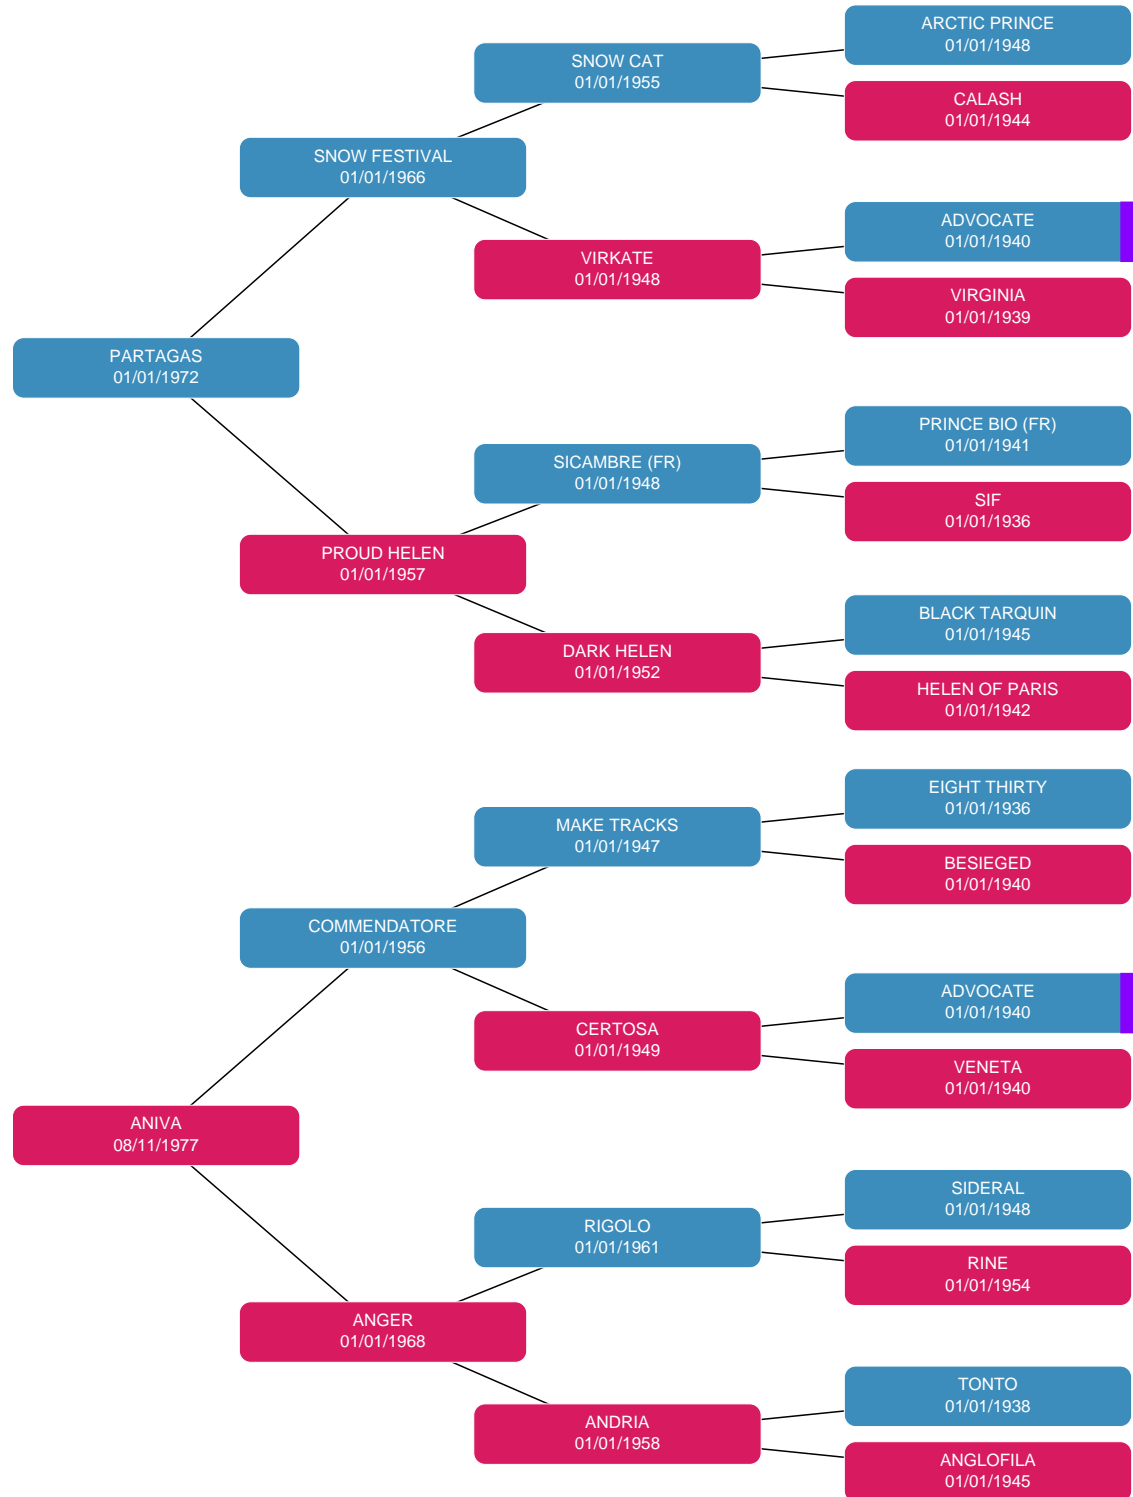 ARCTIC PRINCE
01/01/1948
SNOW CAT
01/01/1955
CALASH
01/01/1944
SNOW FESTIVAL
01/01/1966
ADVOCATE
01/01/1940
VIRKATE
01/01/1948
VIRGINIA
01/01/1939
PARTAGAS
01/01/1972
PRINCE BIO (FR)
01/01/1941
SICAMBRE (FR)
01/01/1948
SIF
01/01/1936
PROUD HELEN
01/01/1957
BLACK TARQUIN
01/01/1945
DARK HELEN
01/01/1952
HELEN OF PARIS
01/01/1942
EIGHT THIRTY
01/01/1936
MAKE TRACKS
01/01/1947
BESIEGED
01/01/1940
COMMENDATORE
01/01/1956
ADVOCATE
01/01/1940
CERTOSA
01/01/1949
VENETA
01/01/1940
ANIVA
08/11/1977
SIDERAL
01/01/1948
RIGOLO
01/01/1961
RINE
01/01/1954
ANGER
01/01/1968
TONTO
01/01/1938
ANDRIA
01/01/1958
ANGLOFILA
01/01/1945